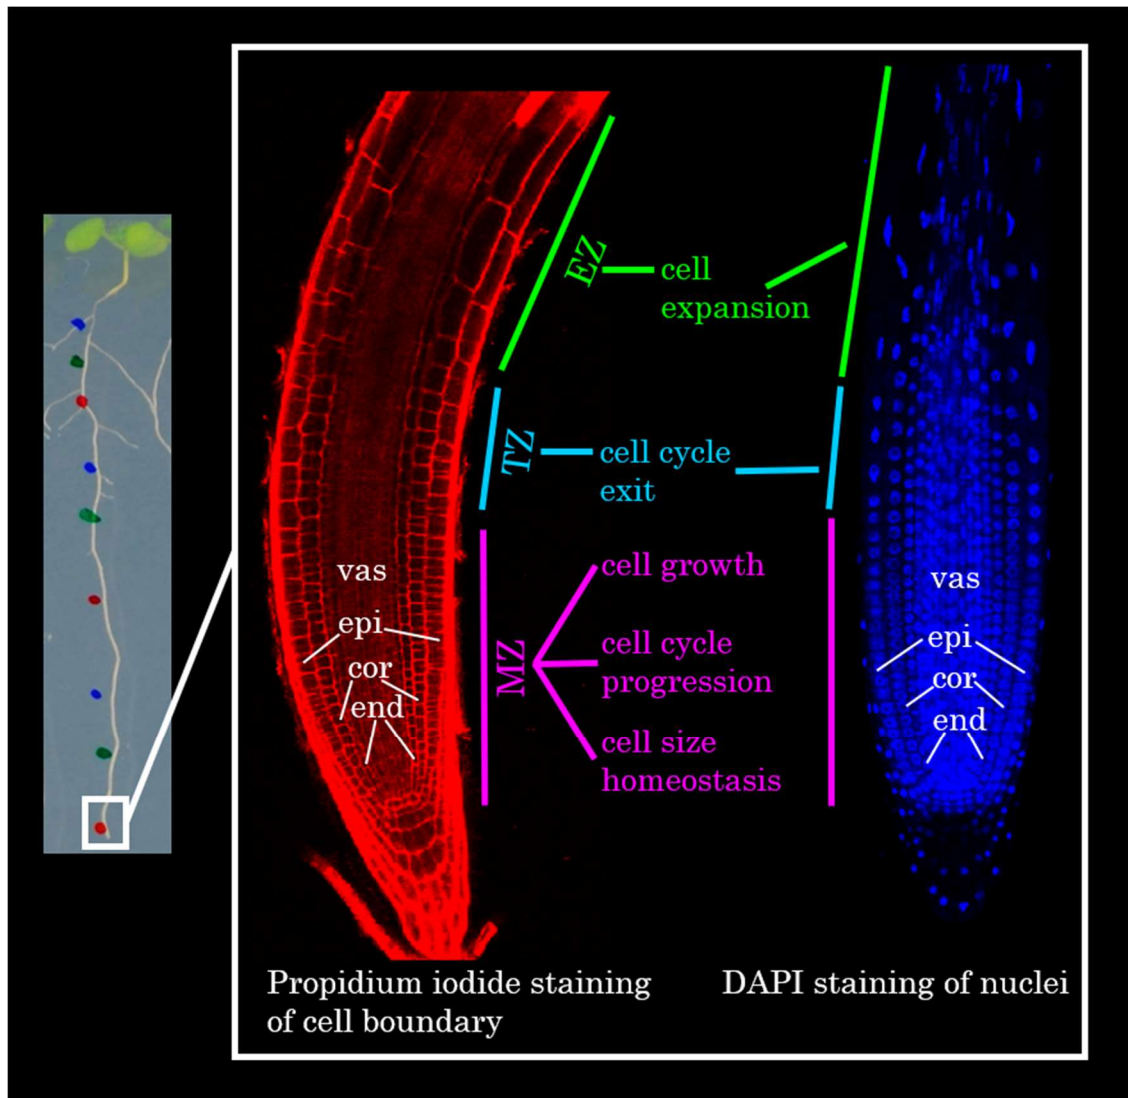 EZ
cell
expansion
TZ
cell cycle
exit
MZ
cell growth
cell cycle
progression
cell size
homeostasis
vas
epi
cor
end
vas
epi
cor
end
Propidium iodide staining
of cell boundary
DAPI staining of nuclei